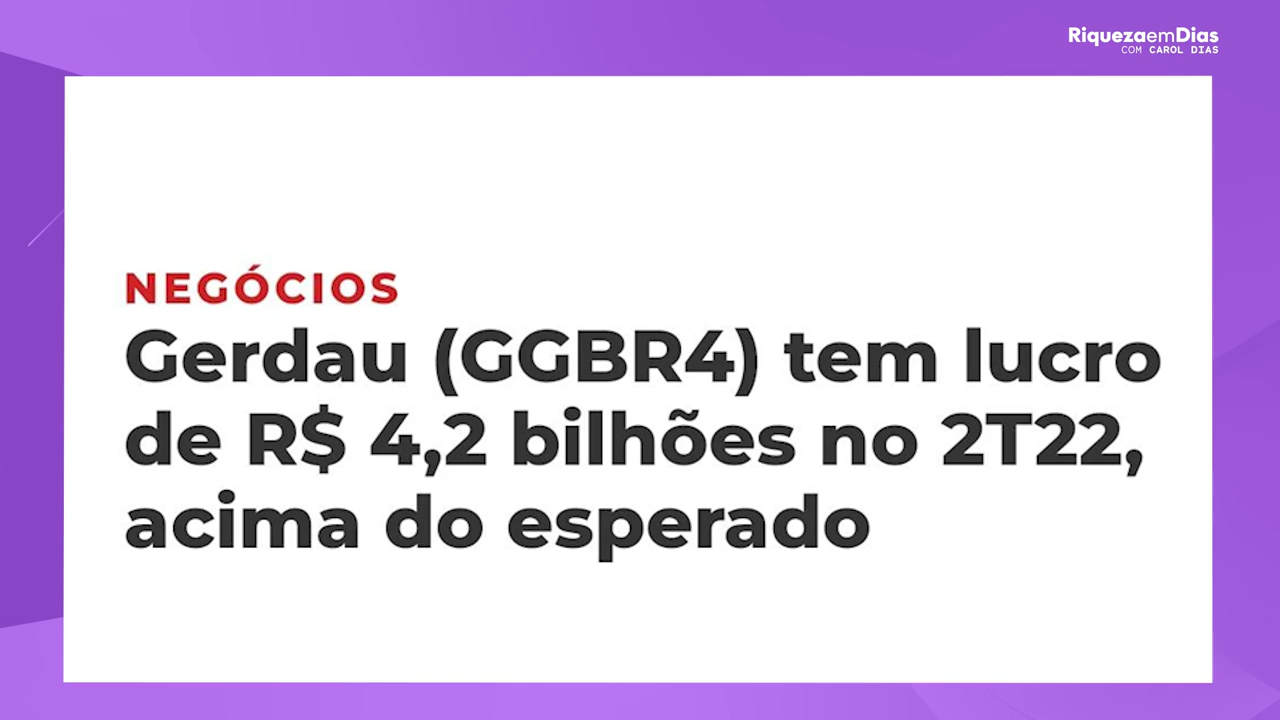 RiquezaemDias
COM CAROL DIAS
NEGÓCIOS
Gerdau (GGBR4) tem lucro
de R$ 4,2 bilhões no 2T22,
acima do esperado